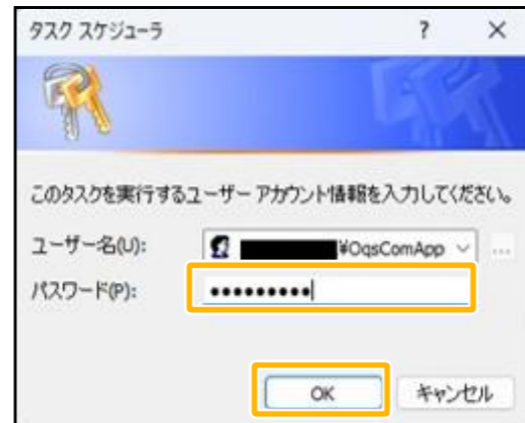 タスク スケジューラ ? ×
このタスクを実行するユーザー アカウント情報を入力してください。
ユーザー名(U): ¥OqsComApp ...
パスワード(P): •••••••••
OK キャンセル